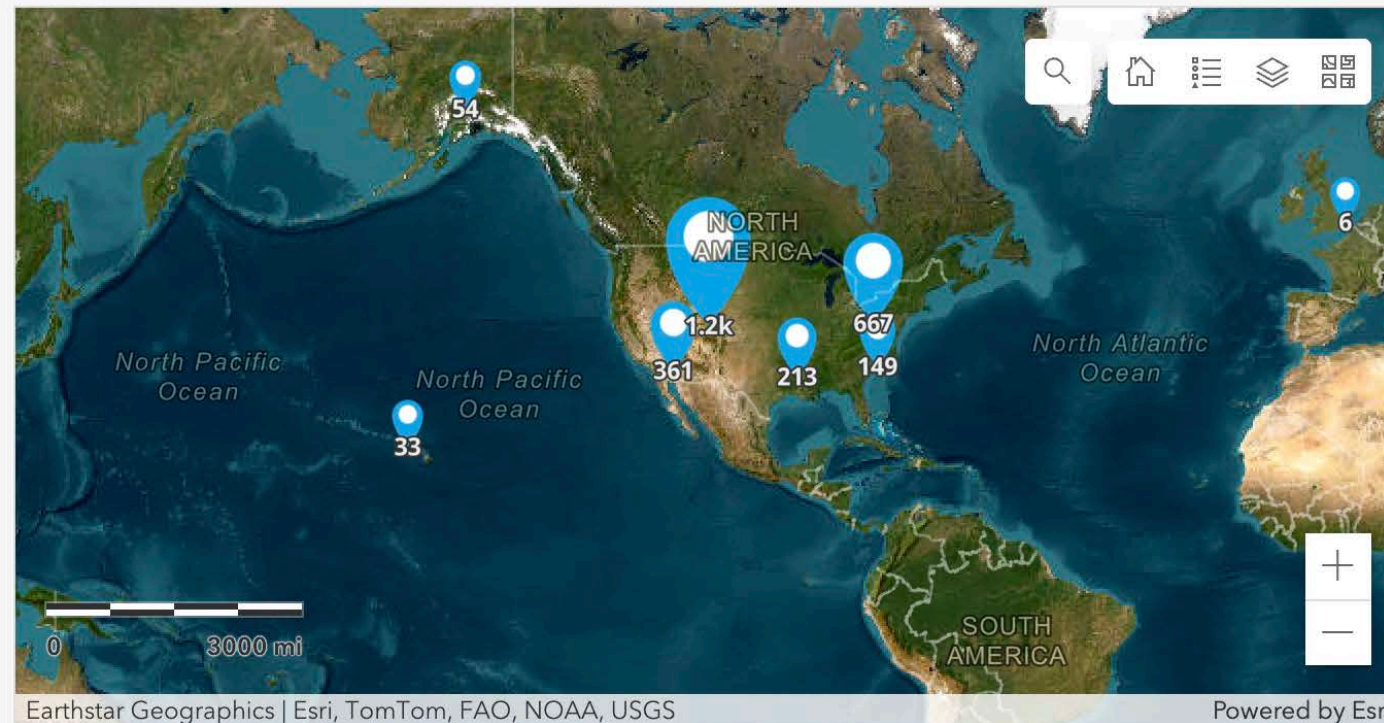 54
NORTH
AMERICA
6
1.2k
667
361
213
149
North Pacific
Ocean
North Pacific
Ocean
North Atlantic
Ocean
33
0
3000 mi
SOUTH
AMERICA
Earthstar Geographics | Esri, TomTom, FAO, NOAA, USGS
Powered by Esr